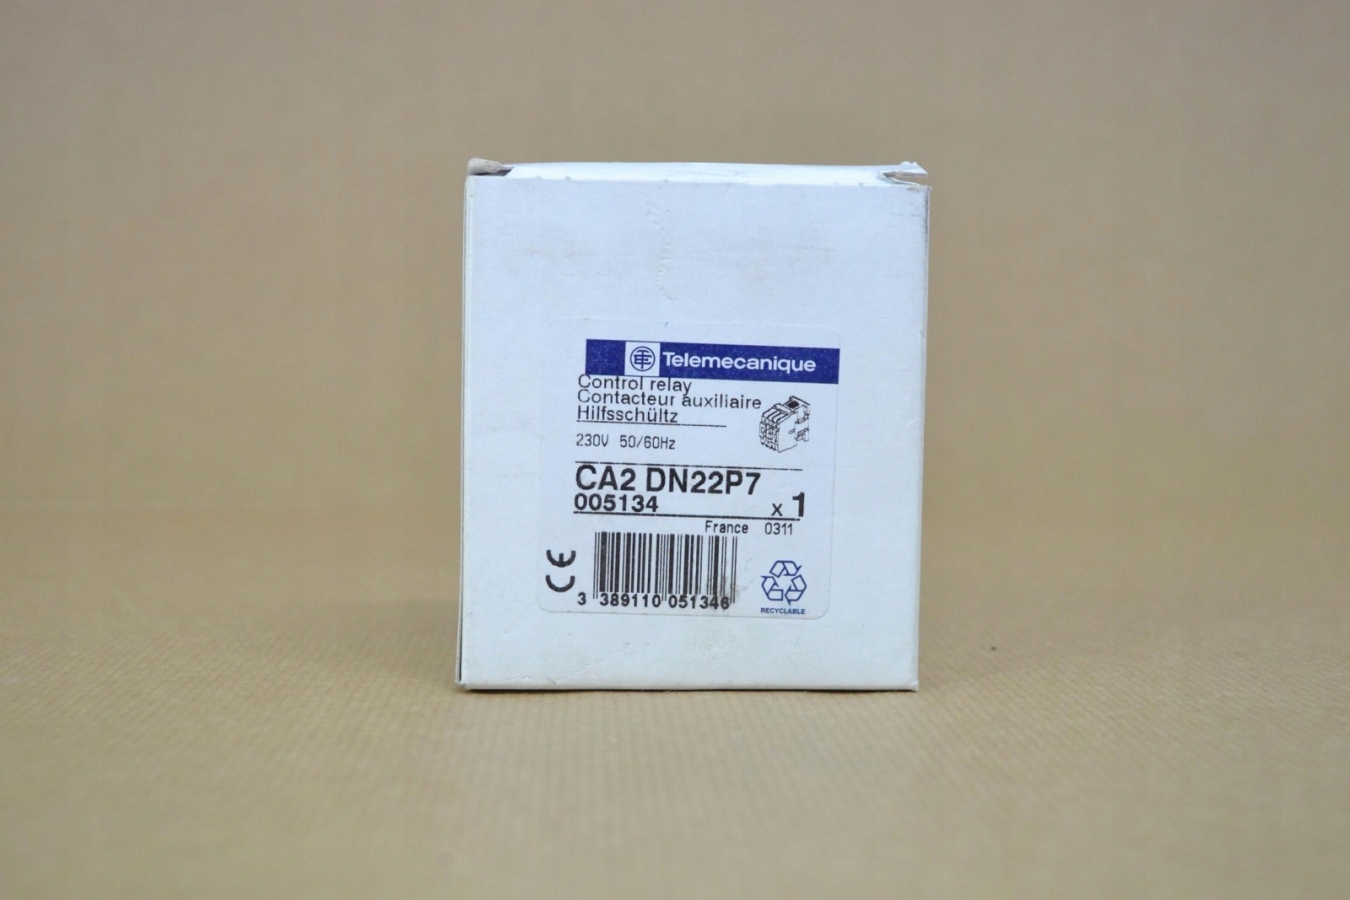 Telemecanique
Control relay
Contacteur auxiliaire
Hilfsschültz
230V 50/60Hz
CA2 DN22P7
005134 x 1
France 0311
CE
3 389110 051346
RECYCLABLE